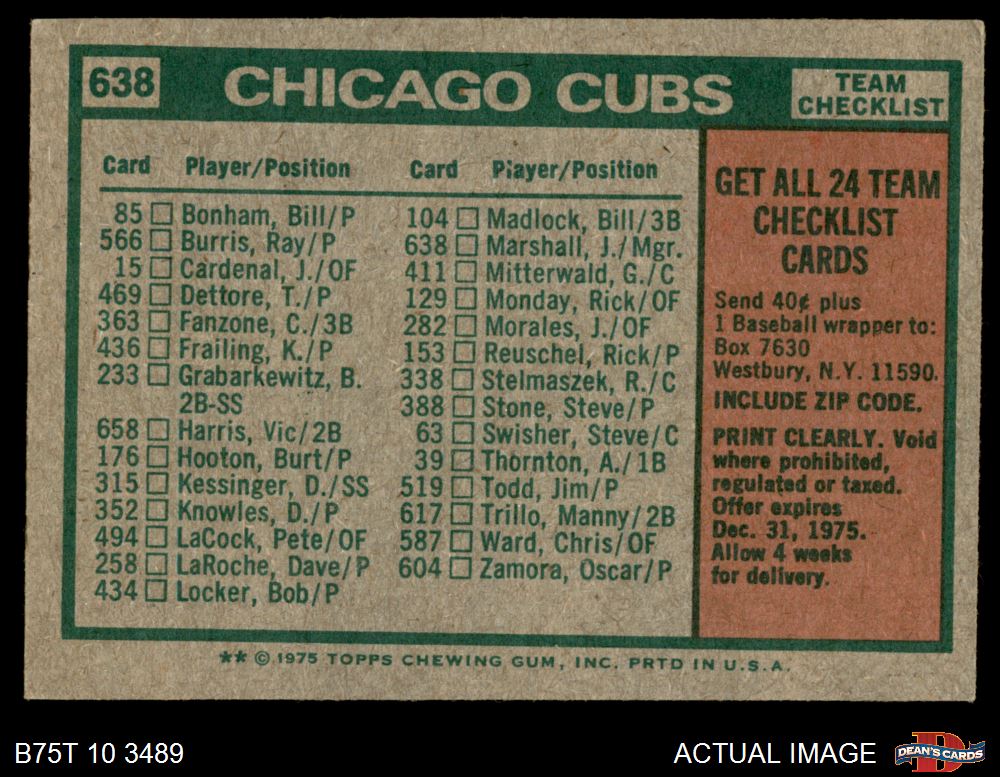 638
CHICAGO CUBS
TEAM
CHECKLIST
Card Player/Position
85 Bonham, Bill/P
566 Burris, Ray/P
15 Cardenal, J./OF
469 Dettore, T./P
363 Fanzone, C./3B
436 Frailing, K./P
233 Grabarkewitz, B.
2B-SS
658 Harris, Vic/2B
176 Hooton, Burt/P
315 Kessinger, D./SS
352 Knowles, D./P
494 LaCock, Pete/OF
258 LaRoche, Dave/P
434 Locker, Bob/P
Card Player/Position
104 Madlock, Bill/3B
638 Marshall, J./Mgr.
411 Mitterwald, G./C
129 Monday, Rick/OF
282 Morales, J./OF
153 Reuschel, Rick/P
338 Stelmaszek, R./C
388 Stone, Steve/P
63 Swisher, Steve/C
39 Thornton, A./1B
519 Todd, Jim/P
617 Trillo, Manny/2B
587 Ward, Chris/OF
604 Zamora, Oscar/P
GET ALL 24 TEAM
CHECKLIST
CARDS
Send 40¢ plus
1 Baseball wrapper to:
Box 7630
Westbury, N.Y. 11590.
INCLUDE ZIP CODE.
PRINT CLEARLY. Void
where prohibited,
regulated or taxed.
Offer expires
Dec. 31, 1975.
Allow 4 weeks
for delivery.
** © 1975 TOPPS CHEWING GUM, INC. PRTD IN U.S.A.
B75T 10 3489
ACTUAL IMAGE
D
DEAN'S CARDS